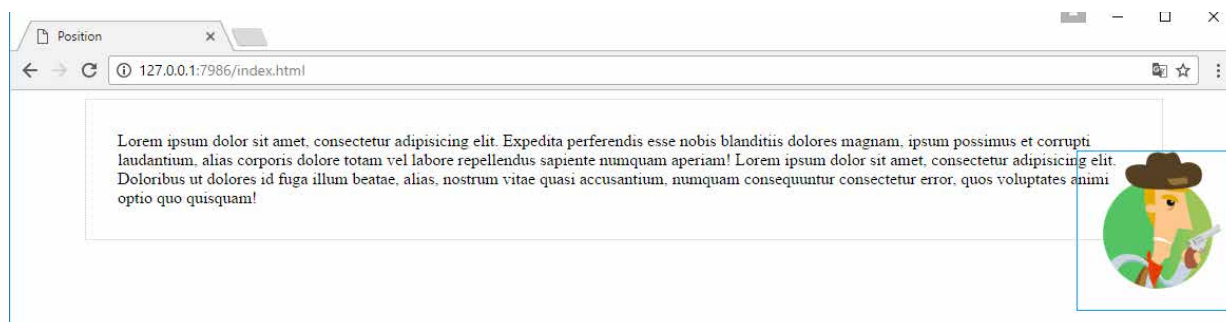 Position
127.0.0.1:7986/index.html
Lorem ipsum dolor sit amet, consectetur adipisicing elit. Expedita perferendis esse nobis blanditiis dolores magnam, ipsum possimus et corrupti
laudantium, alias corporis dolore totam vel labore repellendus sapiente numquam aperiam! Lorem ipsum dolor sit amet, consectetur adipisicing elit.
Doloribus ut dolores id fuga illum beatae, alias, nostrum vitae quasi accusantium, numquam consequuntur consectetur error, quos voluptates animi
optio quo quisquam!